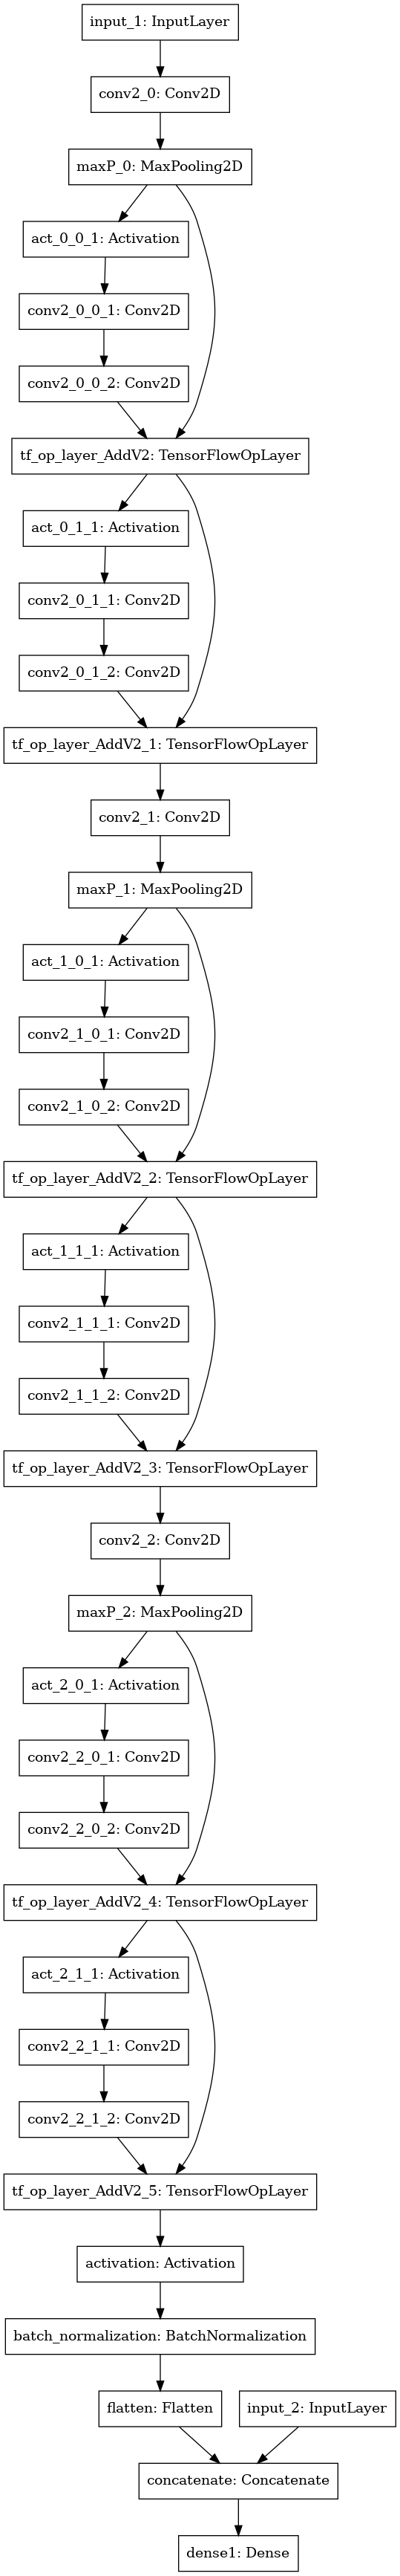 input_1: InputLayer
conv2_0: Conv2D
maxP_0: MaxPooling2D
act_0_0_1: Activation
conv2_0_0_1: Conv2D
conv2_0_0_2: Conv2D
tf_op_layer_AddV2: TensorFlowOpLayer
act_0_1_1: Activation
conv2_0_1_1: Conv2D
conv2_0_1_2: Conv2D
tf_op_layer_AddV2_1: TensorFlowOpLayer
conv2_1: Conv2D
maxP_1: MaxPooling2D
act_1_0_1: Activation
conv2_1_0_1: Conv2D
conv2_1_0_2: Conv2D
tf_op_layer_AddV2_2: TensorFlowOpLayer
act_1_1_1: Activation
conv2_1_1_1: Conv2D
conv2_1_1_2: Conv2D
tf_op_layer_AddV2_3: TensorFlowOpLayer
conv2_2: Conv2D
maxP_2: MaxPooling2D
act_2_0_1: Activation
conv2_2_0_1: Conv2D
conv2_2_0_2: Conv2D
tf_op_layer_AddV2_4: TensorFlowOpLayer
act_2_1_1: Activation
conv2_2_1_1: Conv2D
conv2_2_1_2: Conv2D
tf_op_layer_AddV2_5: TensorFlowOpLayer
activation: Activation
batch_normalization: BatchNormalization
flatten: Flatten
input_2: InputLayer
concatenate: Concatenate
dense1: Dense